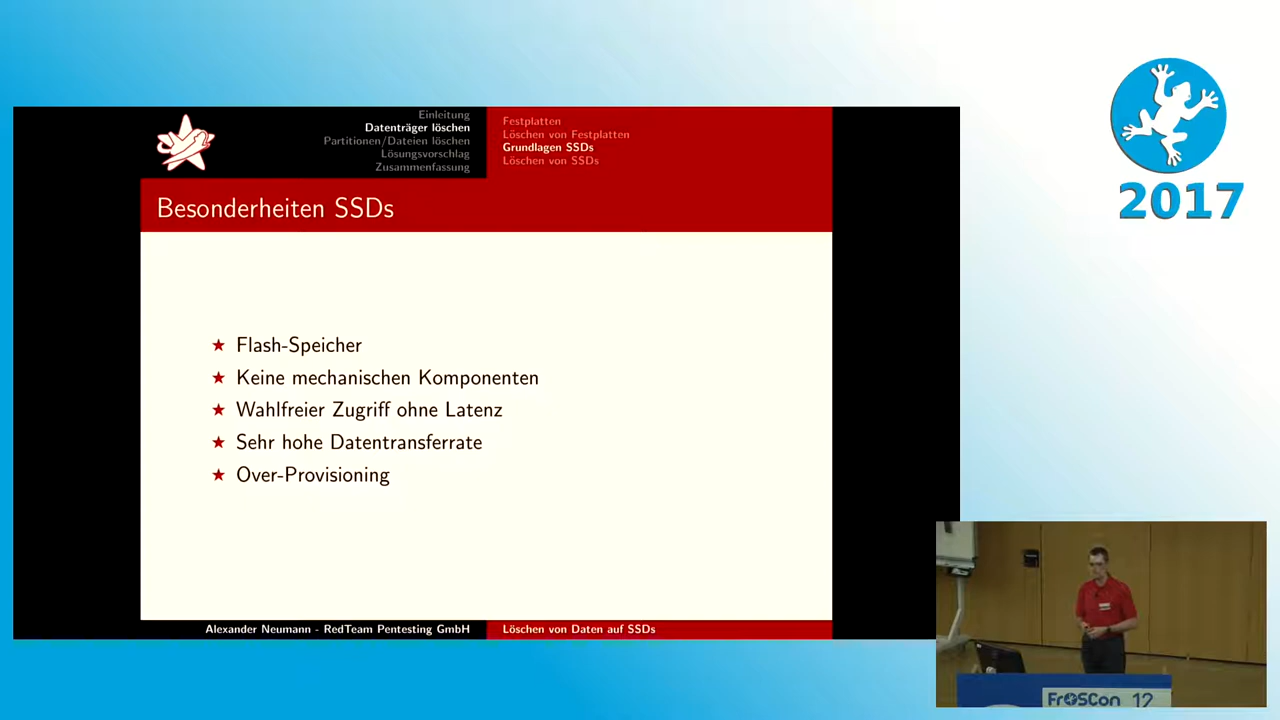 Einleitung
Datenträger löschen
Partitionen/Dateien löschen
Lösungsvorschlag
Zusammenfassung
Festplatten
Löschen von Festplatten
Grundlagen SSDs
Löschen von SSDs
Besonderheiten SSDs
Flash-Speicher
Keine mechanischen Komponenten
Wahlfreier Zugriff ohne Latenz
Sehr hohe Datentransferrate
Over-Provisioning
Alexander Neumann - RedTeam Pentesting GmbH
Löschen von Daten auf SSDs
2017
FrOSCon 12